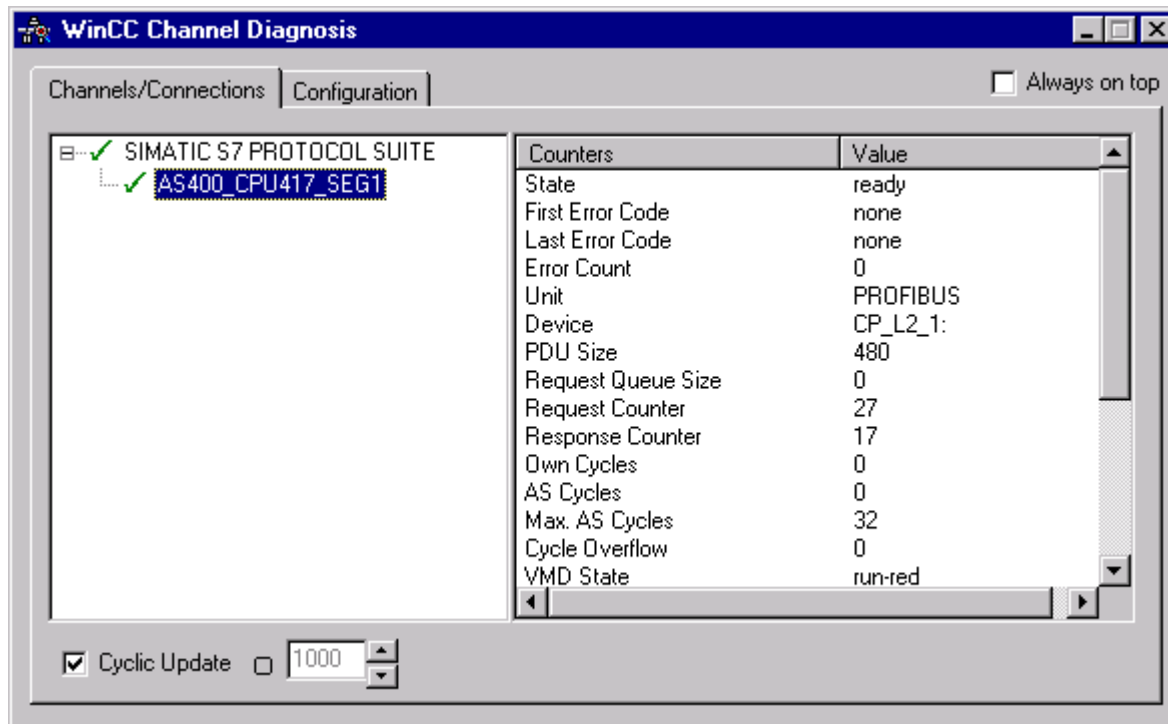 WinCC Channel Diagnosis
Channels/Connections Configuration Always on top
SIMATIC S7 PROTOCOL SUITE
AS400_CPU417_SEG1
Counters Value
State ready
First Error Code none
Last Error Code none
Error Count 0
Unit PROFIBUS
Device CP_L2_1:
PDU Size 480
Request Queue Size 0
Request Counter 27
Response Counter 17
Own Cycles 0
AS Cycles 0
Max. AS Cycles 32
Cycle Overflow 0
VMD State run-red
Cyclic Update 1000